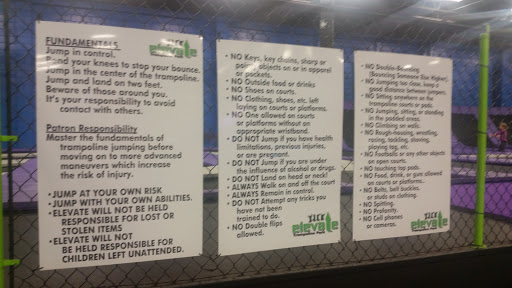 FUNDAMENTALS
Jump in control.
Bend your knees to stop your bounce.
Jump in the center of the trampoline.
Jump and land on two feet.
Beware of those around you.
It's your responsibility to avoid
contact with others.
Patron Responsibility
Master the fundamentals of
trampoline jumping before
moving on to more advanced
maneuvers which increase
the risk of injury.
• JUMP AT YOUR OWN RISK
• JUMP WITH YOUR OWN ABILITIES.
• ELEVATE WILL NOT BE HELD
RESPONSIBLE FOR LOST OR
STOLEN ITEMS
• ELEVATE WILL NOT
BE HELD RESPONSIBLE FOR
CHILDREN LEFT UNATTENDED.
elevate
• NO Keys, key chains, sharp or
pointy objects on or in apparel
or pockets.
• NO Outside food or drinks
• NO Shoes on courts.
• NO Clothing, shoes, etc. left
laying on courts or platforms.
• NO One allowed on courts
or platforms without an
appropriate wristband.
• DO NOT Jump if you have health
limitations, previous injuries,
or are pregnant.
• DO NOT Jump if you are under
the influence of alcohol or drugs.
• DO NOT Land on head or neck!
• ALWAYS Walk on and off the court
• ALWAYS Remain in control.
• DO NOT Attempt any tricks you
have not been
trained to do.
• NO Double flips
allowed.
elevate
Trampoline Park
• NO Double-Bouncing
(Bouncing Someone Else Higher).
• NO Jumping too close, keep a
good distance between jumpers.
• NO Sitting anywhere on the
trampoline courts or pads.
• NO Jumping, sitting, or standing
in the padded areas.
• NO Climbing on walls.
• NO Rough-housing, wrestling,
racing, tackling, shoving,
playing tag, etc.
• NO Footballs or any other objects
on open courts.
• NO touching top pads.
• NO Food, drink, or gum allowed
on courts or platforms.
• NO Belts, belt buckles,
or studs on clothing.
• NO Spitting.
• NO Profanity.
• NO Cell phones
or cameras.
elevate
Trampoline Park